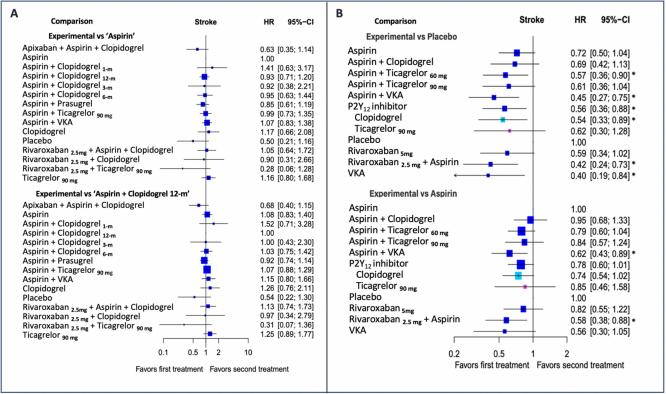 A
Comparison Stroke HR 95%-CI
Experimental vs 'Aspirin'
Apixaban + Aspirin + Clopidogrel 0.63 [0.35; 1.14]
Aspirin 1.00
Aspirin + Clopidogrel 1-m 1.41 [0.63; 3.17]
Aspirin + Clopidogrel 12-m 0.93 [0.71; 1.20]
Aspirin + Clopidogrel 3-m 0.92 [0.38; 2.21]
Aspirin + Clopidogrel 6-m 0.95 [0.63; 1.44]
Aspirin + Prasugrel 0.85 [0.61; 1.19]
Aspirin + Ticagrelor 90 mg 0.99 [0.73; 1.35]
Aspirin + VKA 1.07 [0.83; 1.38]
Clopidogrel 1.17 [0.66; 2.08]
Placebo 0.50 [0.21; 1.16]
Rivaroxaban 2.5mg + Aspirin + Clopidogrel 1.05 [0.64; 1.72]
Rivaroxaban 2.5 mg + Clopidogrel 0.90 [0.31; 2.66]
Rivaroxaban 2.5 mg + Ticagrelor 90 mg 0.28 [0.06; 1.28]
Ticagrelor 90 mg 1.16 [0.80; 1.68]
Experimental vs 'Aspirin + Clopidogrel 12-m'
Apixaban + Aspirin + Clopidogrel 0.68 [0.40; 1.15]
Aspirin 1.08 [0.83; 1.40]
Aspirin + Clopidogrel 1-m 1.52 [0.71; 3.28]
Aspirin + Clopidogrel 12-m 1.00
Aspirin + Clopidogrel 3-m 1.00 [0.43; 2.30]
Aspirin + Clopidogrel 6-m 1.03 [0.75; 1.42]
Aspirin + Prasugrel 0.92 [0.74; 1.14]
Aspirin + Ticagrelor 90 mg 1.07 [0.88; 1.29]
Aspirin + VKA 1.15 [0.80; 1.66]
Clopidogrel 1.26 [0.76; 2.11]
Placebo 0.54 [0.22; 1.30]
Rivaroxaban 2.5mg + Aspirin + Clopidogrel 1.13 [0.74; 1.73]
Rivaroxaban 2.5mg + Clopidogrel 0.97 [0.34; 2.79]
Rivaroxaban 2.5 mg + Ticagrelor 90 mg 0.31 [0.07; 1.36]
Ticagrelor 90 mg 1.25 [0.89; 1.77]
0.1 0.2 0.5 1 2 10
Favors first treatment Favors second treatment
B
Comparison Stroke HR 95%-CI
Experimental vs Placebo
Aspirin 0.72 [0.50; 1.04]
Aspirin + Clopidogrel 0.69 [0.42; 1.13]
Aspirin + Ticagrelor 60 mg 0.57 [0.36; 0.90] *
Aspirin + Ticagrelor 90 mg 0.61 [0.36; 1.04]
Aspirin + VKA 0.45 [0.27; 0.75] *
P2Y12 inhibitor 0.56 [0.36; 0.88] *
Clopidogrel 0.54 [0.33; 0.89] *
Ticagrelor 90 mg 0.62 [0.30; 1.28]
Placebo 1.00
Rivaroxaban 5mg 0.59 [0.34; 1.02]
Rivaroxaban 2.5 mg + Aspirin 0.42 [0.24; 0.73] *
VKA 0.40 [0.19; 0.84] *
Experimental vs Aspirin
Aspirin 1.00
Aspirin + Clopidogrel 0.95 [0.68; 1.33]
Aspirin + Ticagrelor 60 mg 0.79 [0.60; 1.04]
Aspirin + Ticagrelor 90 mg 0.84 [0.57; 1.24]
Aspirin + VKA 0.62 [0.43; 0.89] *
P2Y12 inhibitor 0.78 [0.60; 1.01]
Clopidogrel 0.74 [0.54; 1.02]
Ticagrelor 90 mg 0.85 [0.46; 1.58]
Placebo 1.00
Rivaroxaban 5mg 0.82 [0.55; 1.22]
Rivaroxaban 2.5 mg + Aspirin 0.58 [0.38; 0.88] *
VKA 0.56 [0.30; 1.05]
0.2 0.4 1 2
Favors first treatment Favors second treatment